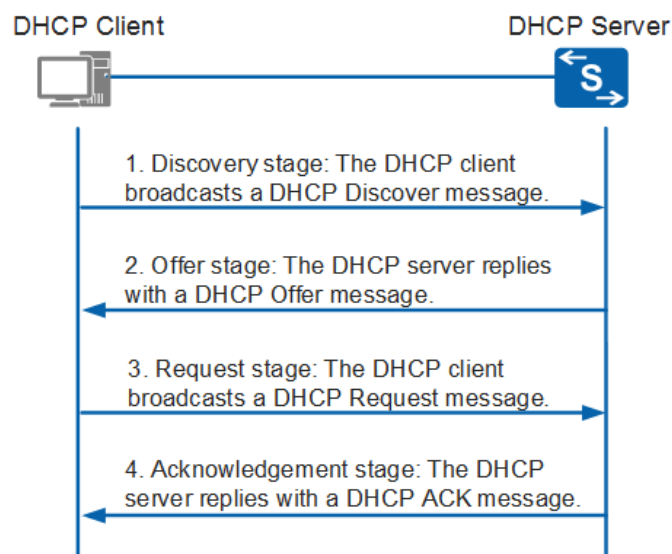 DHCP Client
DHCP Server
S
1. Discovery stage: The DHCP client
broadcasts a DHCP Discover message.
2. Offer stage: The DHCP server replies
with a DHCP Offer message.
3. Request stage: The DHCP client
broadcasts a DHCP Request message.
4. Acknowledgement stage: The DHCP
server replies with a DHCP ACK message.